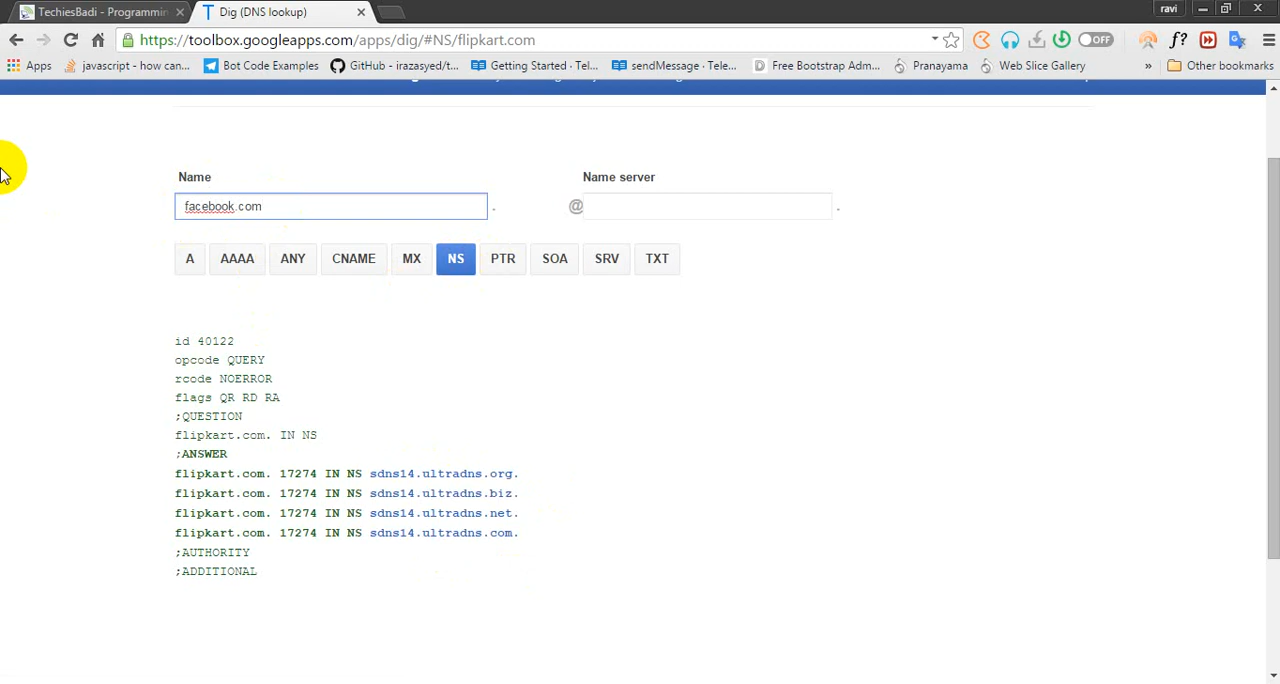 TechiesBadi - Programmin
Dig (DNS lookup)
ravi
https://toolbox.googleapps.com/apps/dig/#NS/flipkart.com
OFF
f?
Apps
javascript - how can...
Bot Code Examples
GitHub - irazasyed/t...
Getting Started · Tel...
sendMessage · Tele...
Free Bootstrap Adm...
Pranayama
Web Slice Gallery
»
Other bookmarks
Name
Name server
facebook.com
.
@
.
A
AAAA
ANY
CNAME
MX
NS
PTR
SOA
SRV
TXT
id 40122
opcode QUERY
rcode NOERROR
flags QR RD RA
;QUESTION
flipkart.com. IN NS
;ANSWER
flipkart.com. 17274 IN NS sdns14.ultradns.org.
flipkart.com. 17274 IN NS sdns14.ultradns.biz.
flipkart.com. 17274 IN NS sdns14.ultradns.net.
flipkart.com. 17274 IN NS sdns14.ultradns.com.
;AUTHORITY
;ADDITIONAL